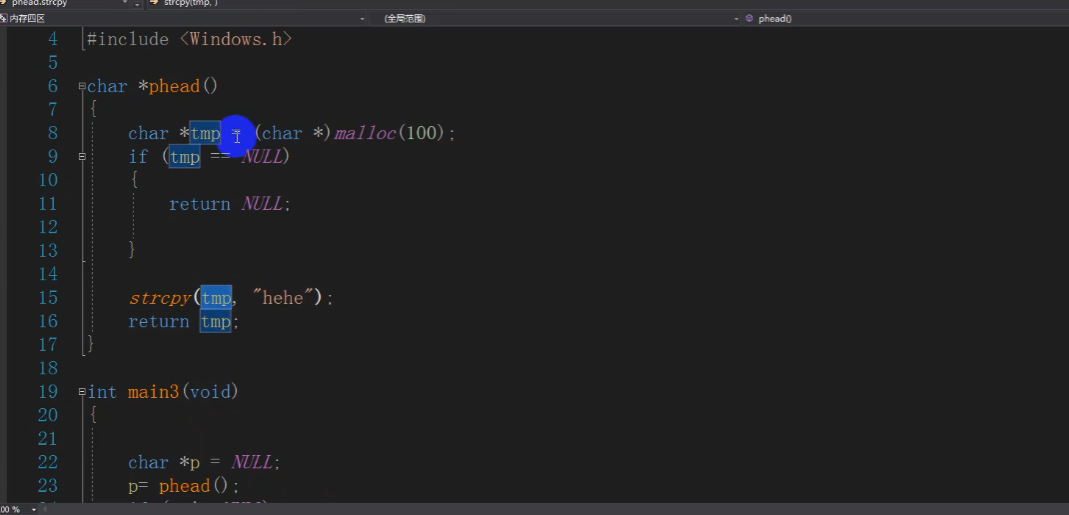 phead.strcpy strcpy(tmp, )
内存四区 (全局范围) phead()
4 #include <Windows.h>
5
6 char *phead()
7 {
8 char *tmp = (char *)malloc(100);
9 if (tmp == NULL)
10 {
11 return NULL;
12
13 }
14
15 strcpy(tmp, "hehe");
16 return tmp;
17 }
18
19 int main3(void)
20 {
21
22 char *p = NULL;
23 p= phead();
00 %